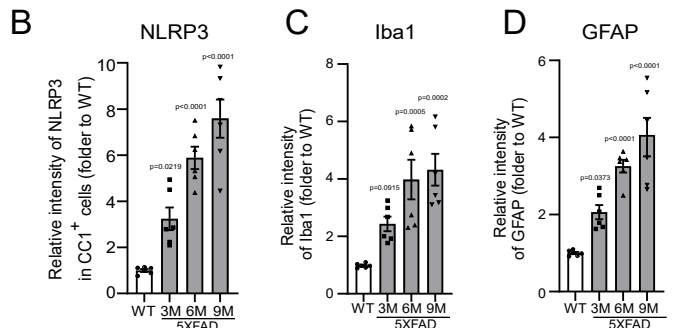 B
NLRP3
Relative intensity of NLRP3
in CC1+ cells (folder to WT)
10
8
6
4
2
0
p=0.0219
p<0.0001
p<0.0001
WT 3M 6M 9M
5XFAD
C
Iba1
Relative intensity
of Iba1 (folder to WT)
8
6
4
2
0
p=0.0915
p=0.0005
p=0.0002
WT 3M 6M 9M
5XFAD
D
GFAP
Relative intensity
of GFAP (folder to WT)
6
4
2
0
p=0.0373
p<0.0001
p<0.0001
WT 3M 6M 9M
5XFAD